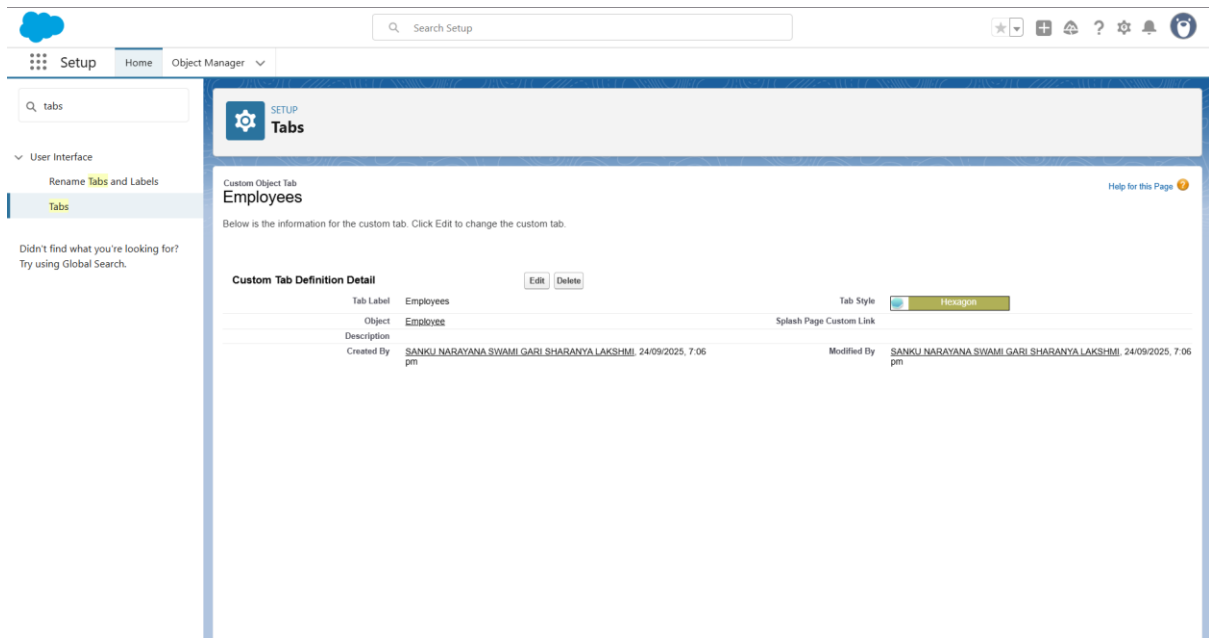 Search Setup
Setup
Home
Object Manager
tabs
User Interface
Rename Tabs and Labels
Tabs
Didn't find what you're looking for?
Try using Global Search.
SETUP
Tabs
Custom Object Tab
Employees
Help for this Page
Below is the information for the custom tab. Click Edit to change the custom tab.
Custom Tab Definition Detail Edit Delete
Tab Label Employees Tab Style Hexagon
Object Employee Splash Page Custom Link
Description
Created By SANKU NARAYANA SWAMI GARI SHARANYA LAKSHMI, 24/09/2025, 7:06 pm
Modified By SANKU NARAYANA SWAMI GARI SHARANYA LAKSHMI, 24/09/2025, 7:06 pm